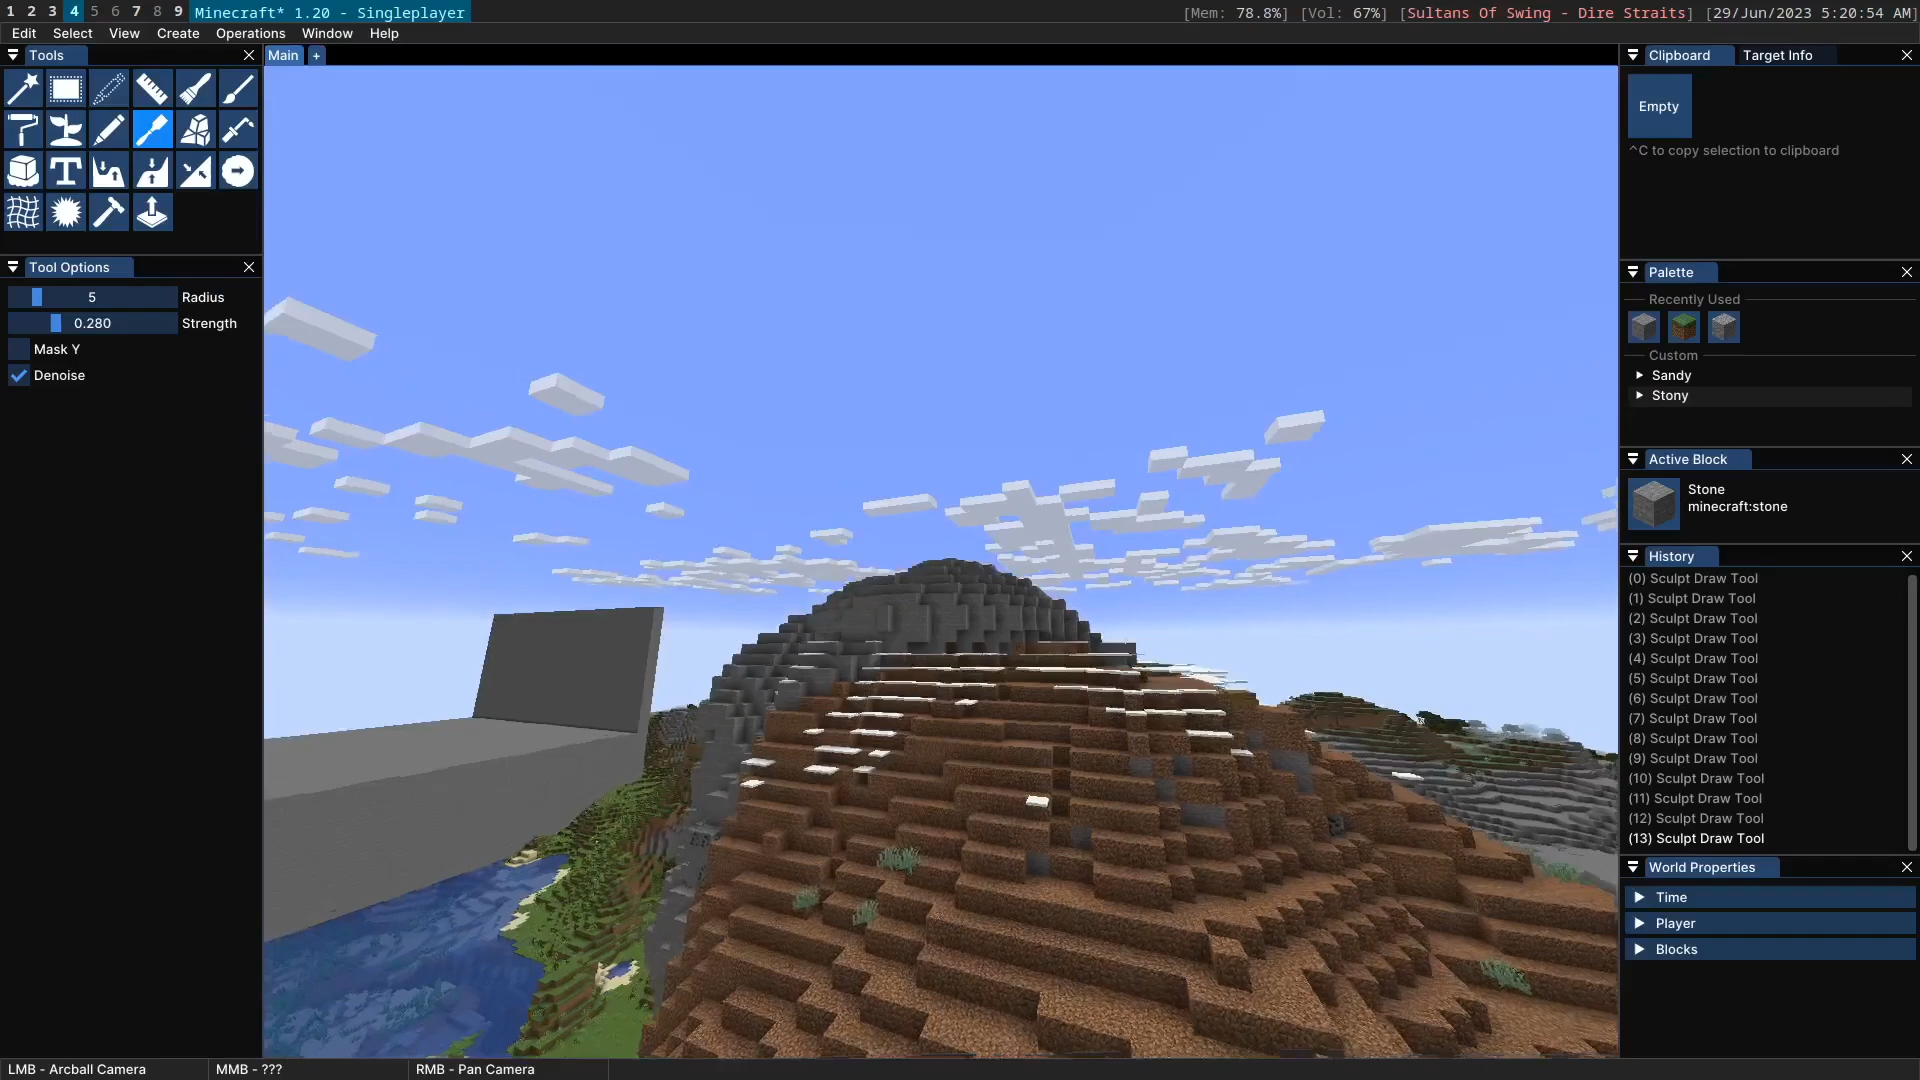 1 2 3 4 5 6 7 8 9 Minecraft* 1.20 - Singleplayer
[Mem: 78.8%] [Vol: 67%] [Sultans Of Swing - Dire Straits] [29/Jun/2023 5:20:54 AM]
Edit Select View Create Operations Window Help
Tools
Tool Options
5 Radius
0.280 Strength
Mask Y
Denoise
Main +
Clipboard Target Info
Empty
^C to copy selection to clipboard
Palette
Recently Used
Custom
Sandy
Stony
Active Block
Stone
minecraft:stone
History
(0) Sculpt Draw Tool
(1) Sculpt Draw Tool
(2) Sculpt Draw Tool
(3) Sculpt Draw Tool
(4) Sculpt Draw Tool
(5) Sculpt Draw Tool
(6) Sculpt Draw Tool
(7) Sculpt Draw Tool
(8) Sculpt Draw Tool
(9) Sculpt Draw Tool
(10) Sculpt Draw Tool
(11) Sculpt Draw Tool
(12) Sculpt Draw Tool
(13) Sculpt Draw Tool
World Properties
Time
Player
Blocks
LMB - Arcball Camera MMB - ??? RMB - Pan Camera